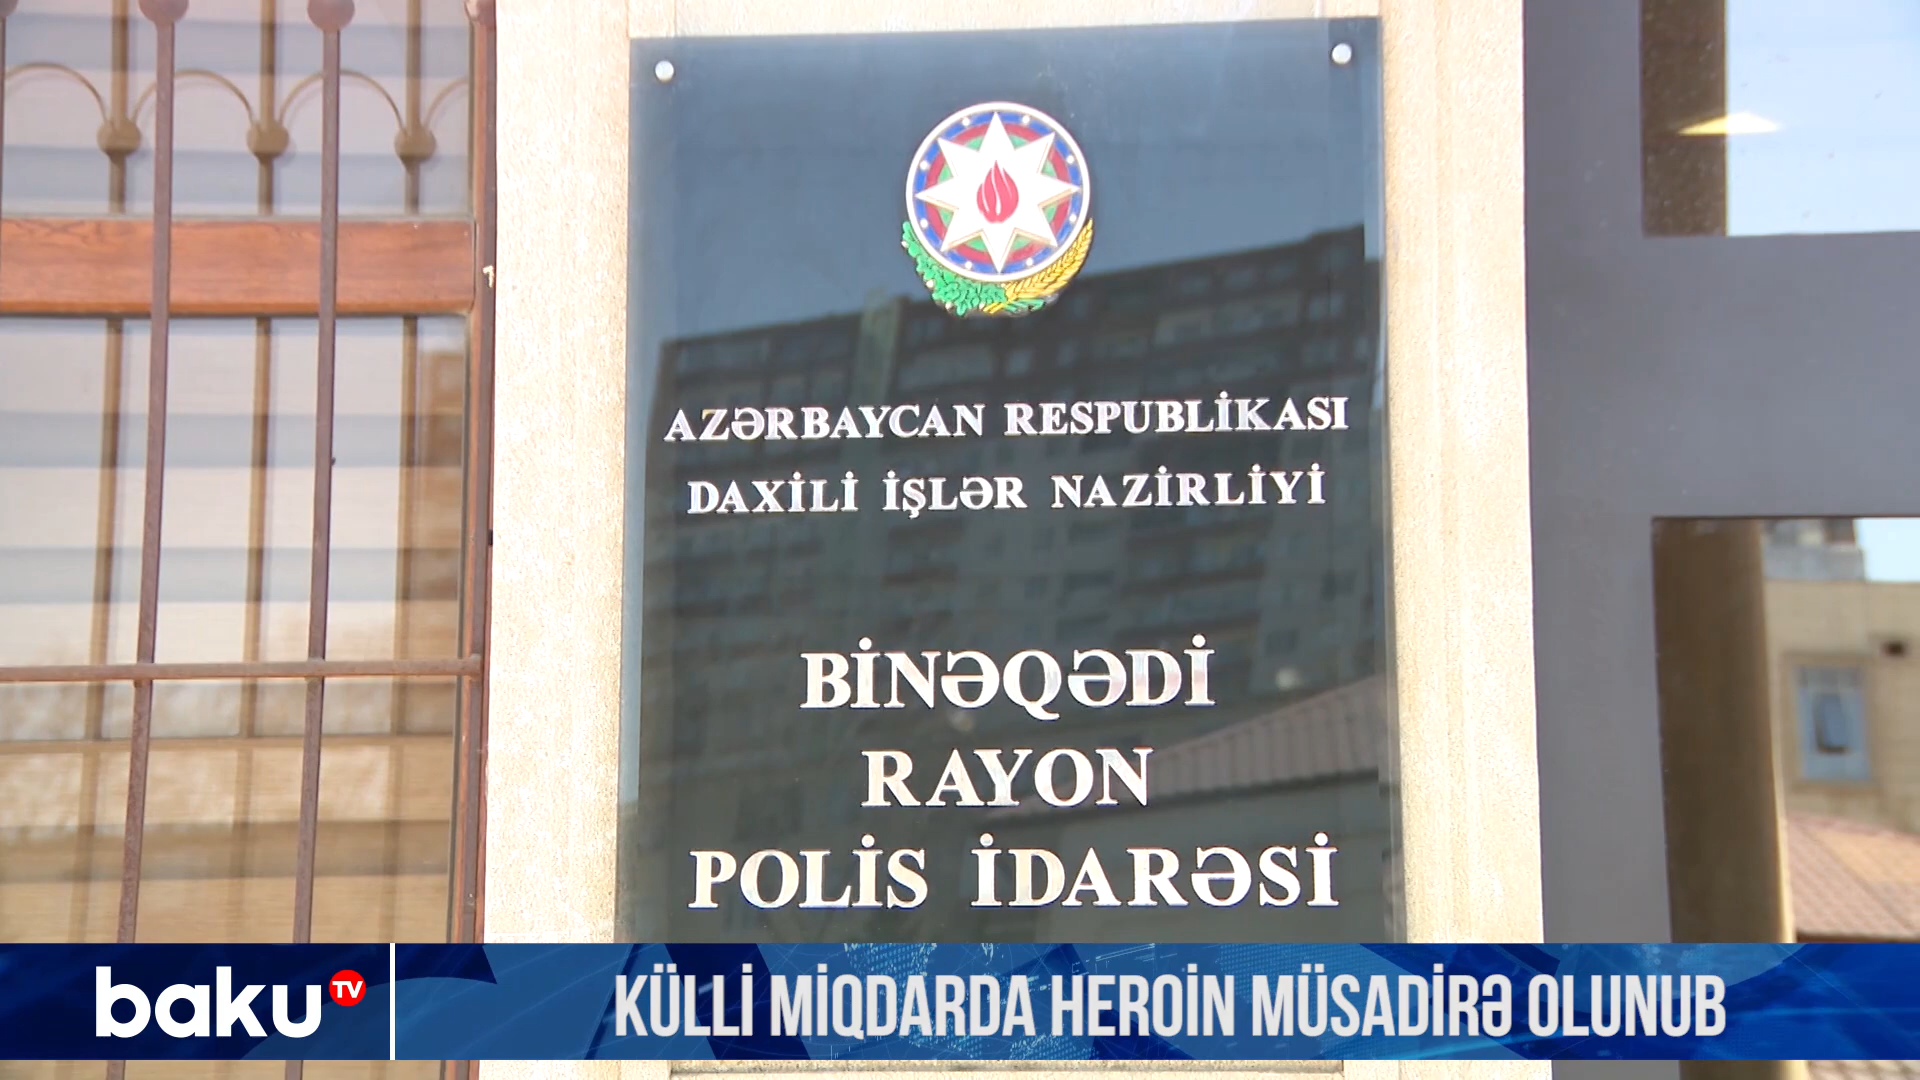 AZƏRBAYCAN RESPUBLİKASI
DAXİLİ İŞLƏR NAZİRLİYİ
BİNƏQƏDİ
RAYON
POLİS İDARƏSİ
baku TV
KÜLLİ MİQDARDA HEROİN MÜSADİRƏ OLUNUB